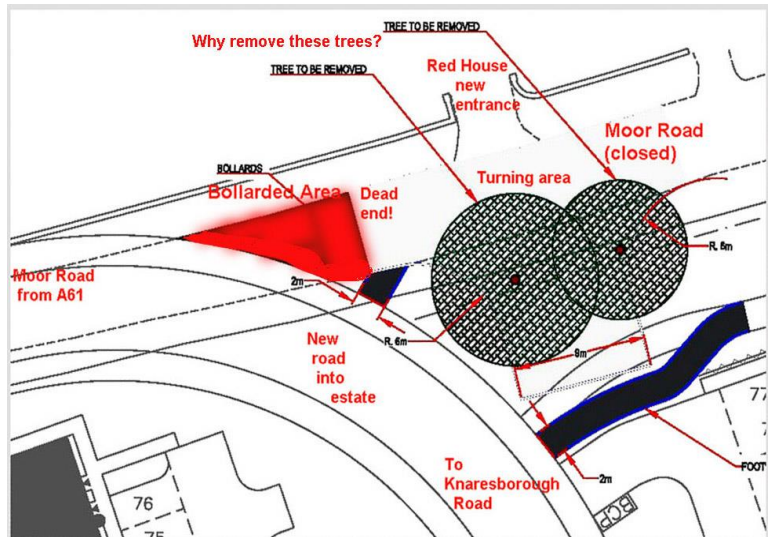 TREE TO BE REMOVED
Why remove these trees?
TREE TO BE REMOVED
Red House
new
entrance
Moor Road
(closed)
BOLLARDS
Bollarded Area
Dead
end!
Turning area
R. 6m
Moor Road
from A61
2m
New
road
into
estate
R. 6m
9m
77
FOOT
To
Knaresborough
Road
2m
76
75
BCP